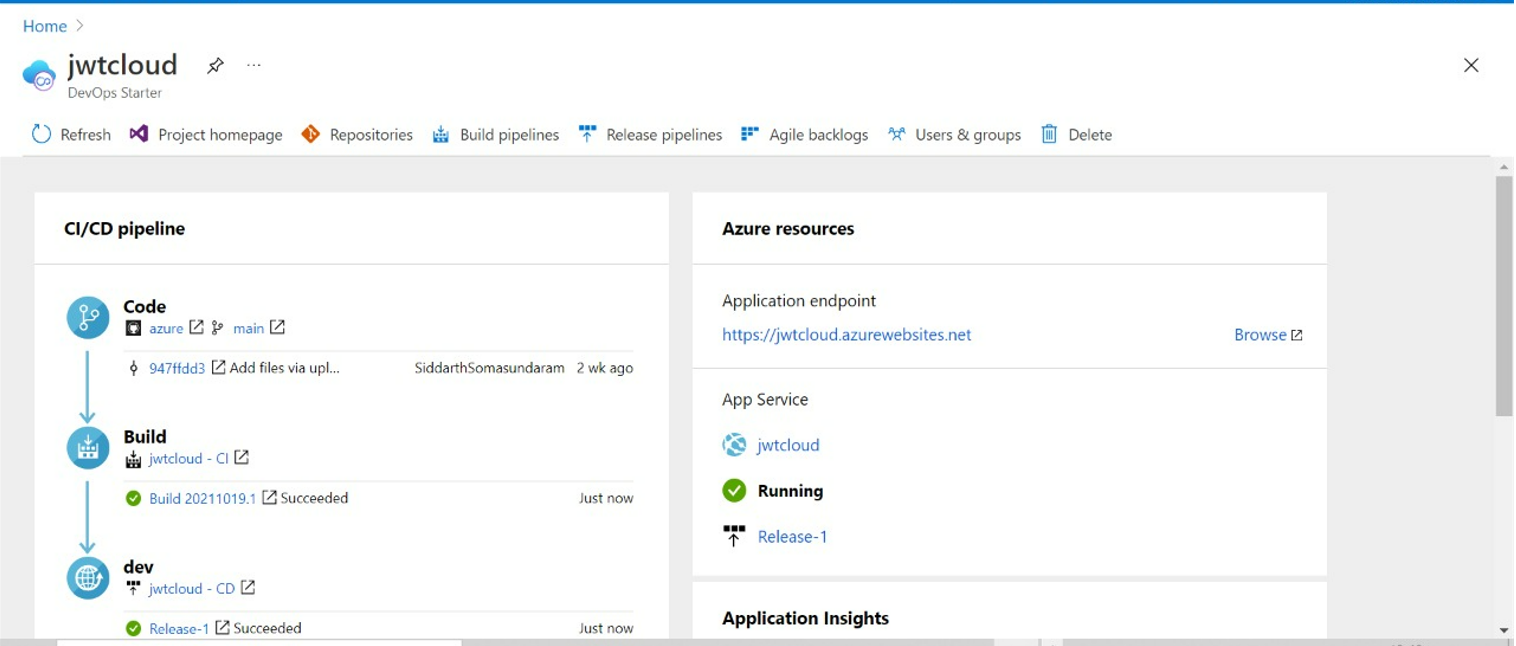 Home
jwtcloud
DevOps Starter
Refresh Project homepage Repositories Build pipelines Release pipelines Agile backlogs Users & groups Delete
CI/CD pipeline
Code
azure main
947ffdd3 Add files via upl... SiddarthSomasundaram 2 wk ago
Build
jwtcloud - CI
Build 20211019.1 Succeeded Just now
dev
jwtcloud - CD
Release-1 Succeeded Just now
Azure resources
Application endpoint
https://jwtcloud.azurewebsites.net Browse
App Service
jwtcloud
Running
Release-1
Application Insights